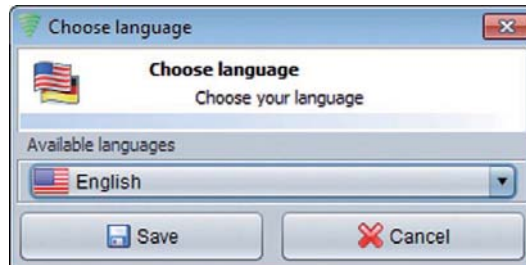 Choose language
Choose language
Choose your language
Available languages
English
Save
Cancel